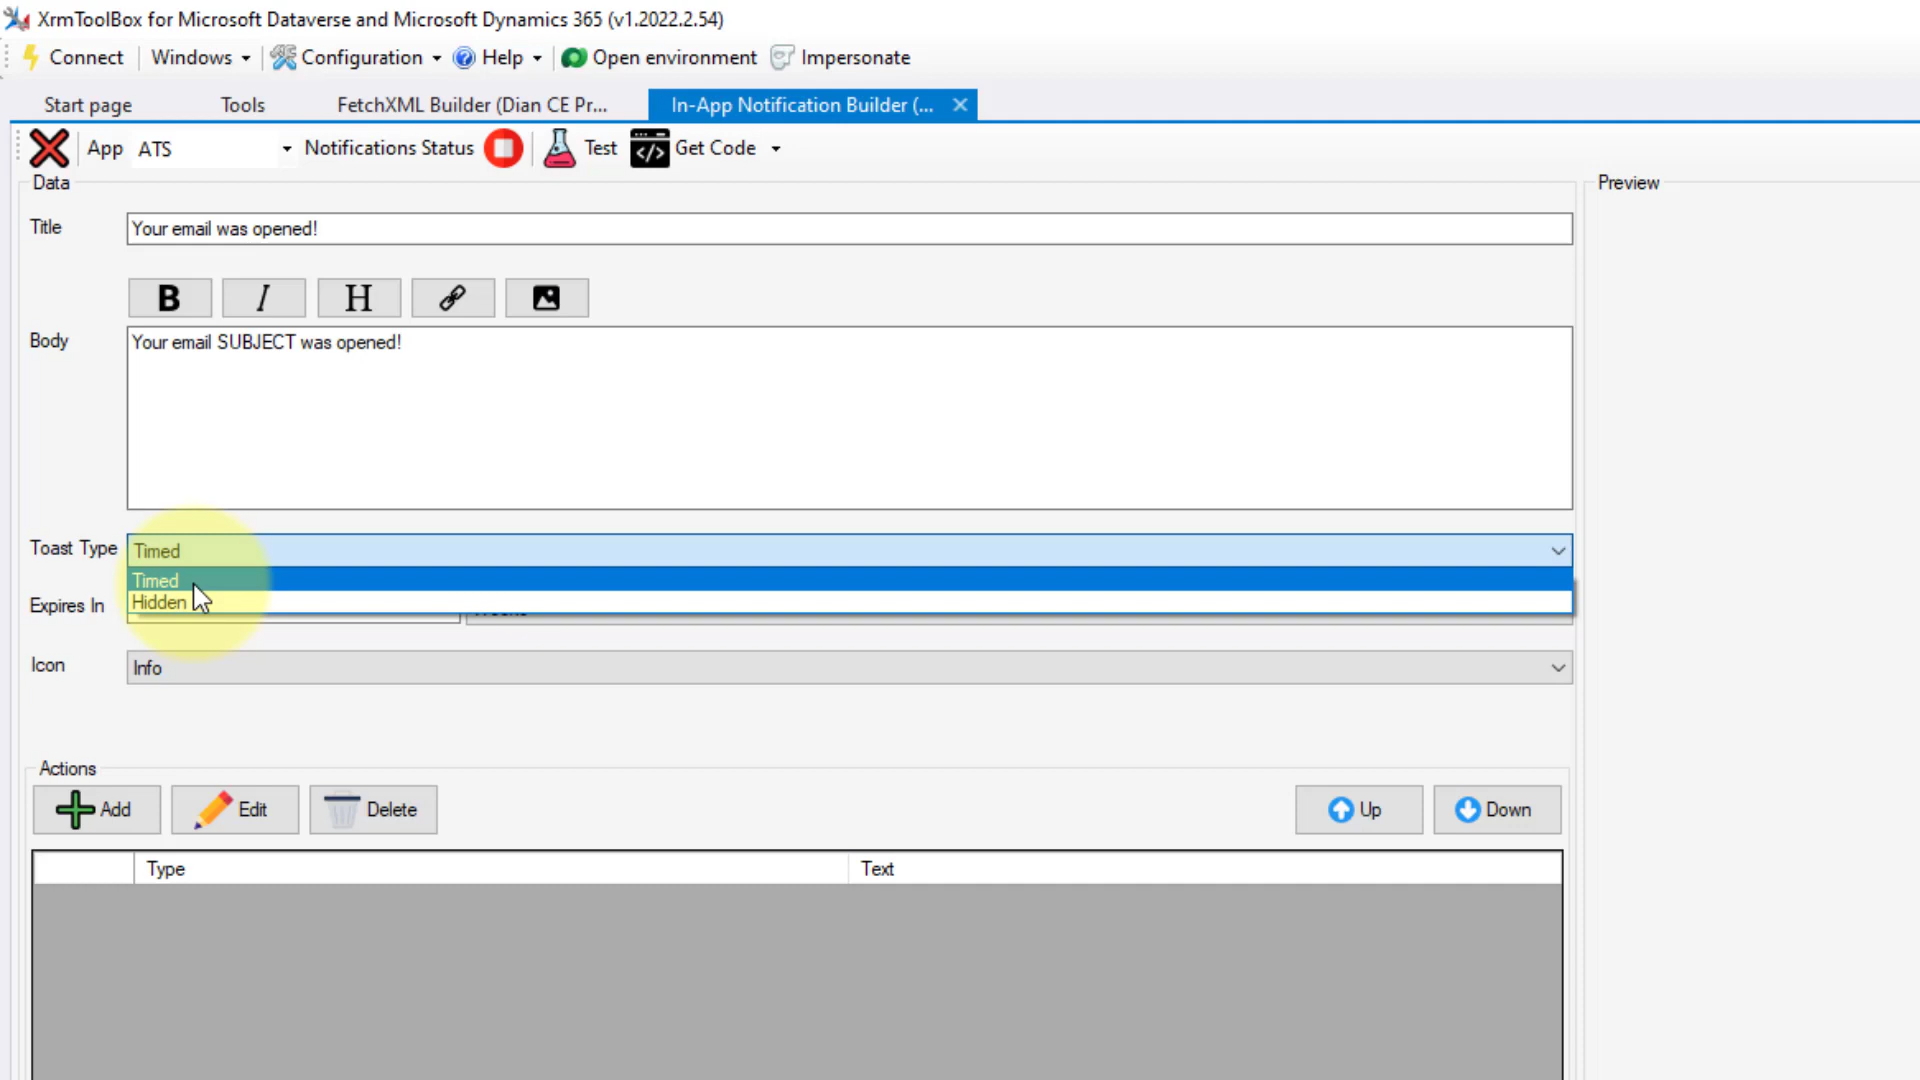 XrmToolBox for Microsoft Dataverse and Microsoft Dynamics 365 (v1.2022.2.54)
Connect Windows Configuration Help Open environment Impersonate
Start page Tools FetchXML Builder (Dian CE Pr... In-App Notification Builder (...
App ATS Notifications Status Test Get Code
Data Preview
Title Your email was opened!
B I H
Body Your email SUBJECT was opened!
Toast Type Timed
Timed
Hidden
Expires In
Icon Info
Actions
Add Edit Delete Up Down
Type Text